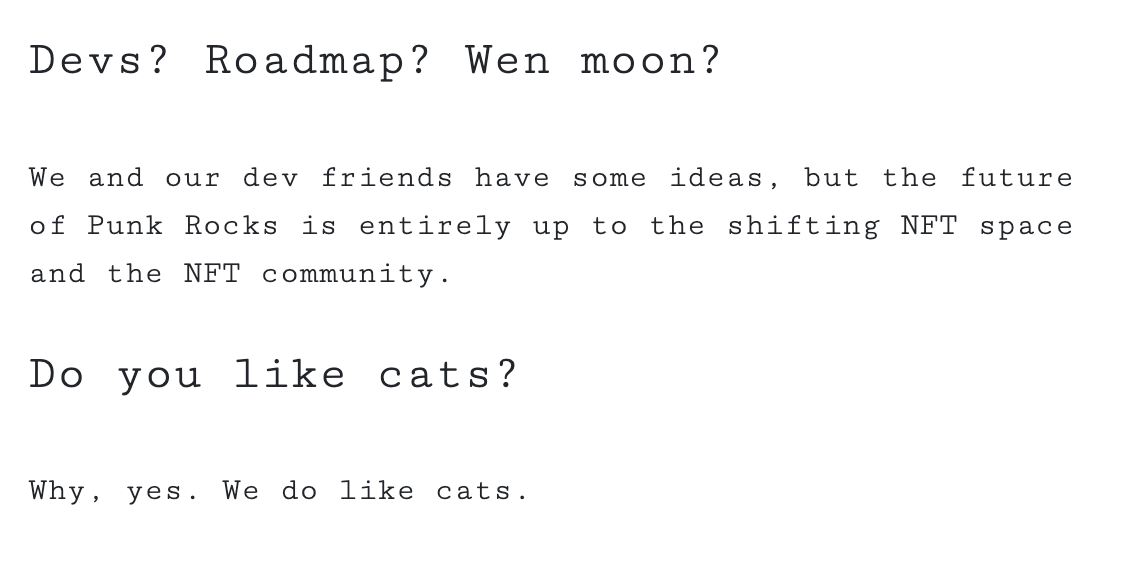 Devs? Roadmap? Wen moon?
We and our dev friends have some ideas, but the future
of Punk Rocks is entirely up to the shifting NFT space
and the NFT community.
Do you like cats?
Why, yes. We do like cats.